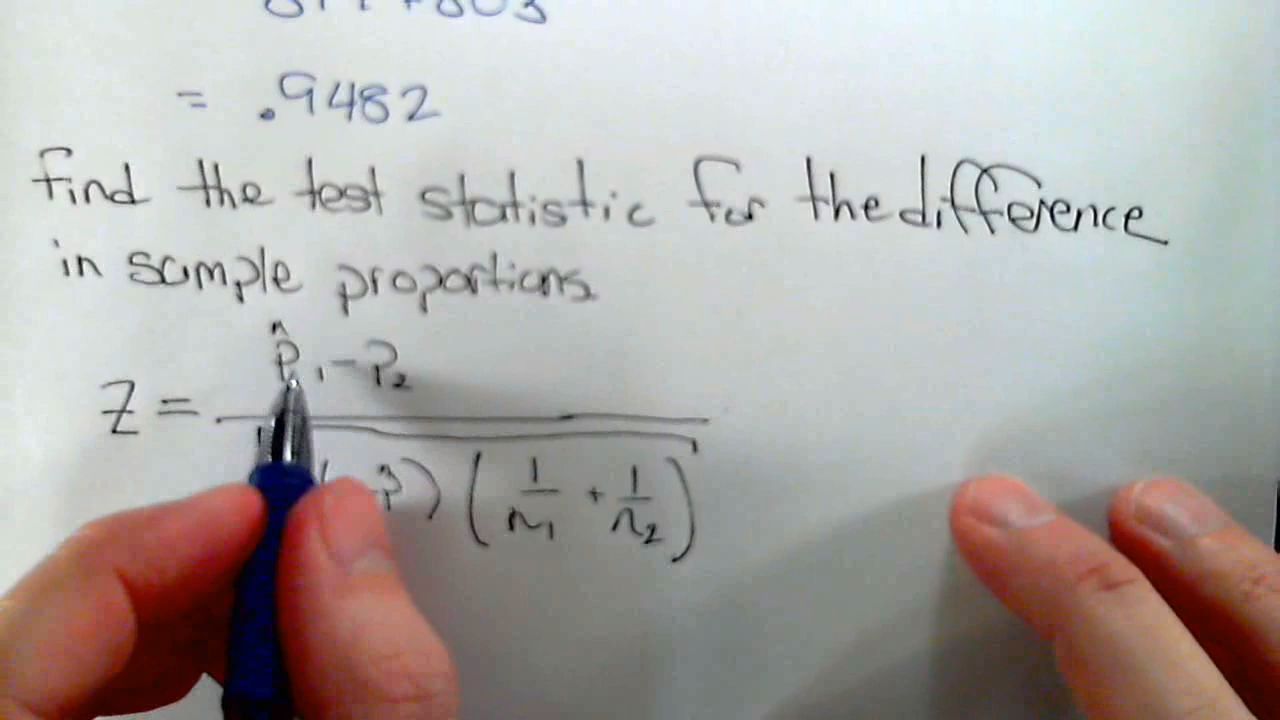 = .9482
find the test statistic for the difference
in sample proportions
p̂₁ - p₂
Z =
p̂) (1/n₁ + 1/n₂)